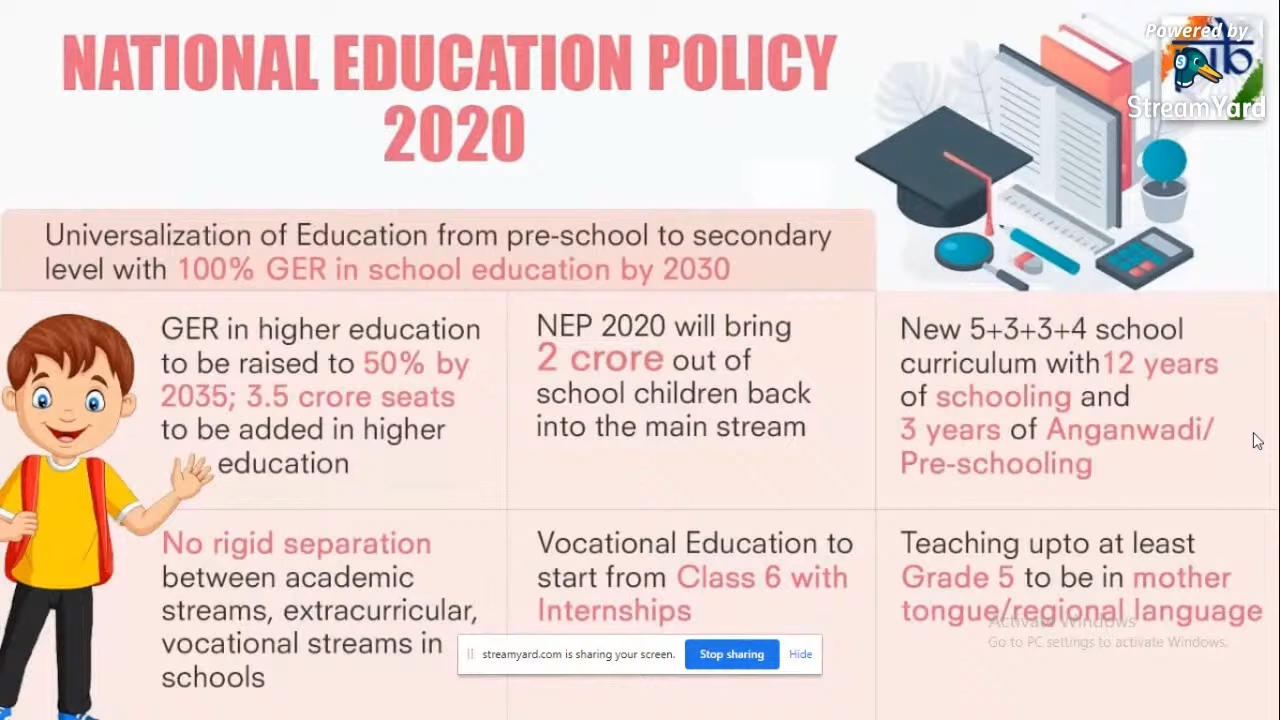 NATIONAL EDUCATION POLICY
2020
Powered by
pib
S
StreamYard
Universalization of Education from pre-school to secondary
level with 100% GER in school education by 2030
GER in higher education
to be raised to 50% by
2035; 3.5 crore seats
to be added in higher
education
NEP 2020 will bring
2 crore out of
school children back
into the main stream
New 5+3+3+4 school
curriculum with12 years
of schooling and
3 years of Anganwadi/
Pre-schooling
No rigid separation
between academic
streams, extracurricular,
vocational streams in
schools
Vocational Education to
start from Class 6 with
Internships
Teaching upto at least
Grade 5 to be in mother
tongue/regional language
Activate Windows
Go to PC settings to activate Windows.
streamyard.com is sharing your screen.
Stop sharing
Hide